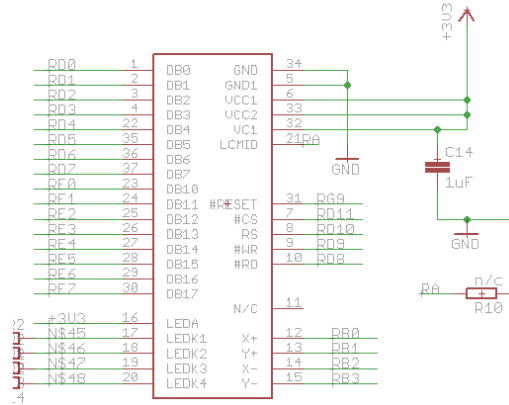 +3V3
RD0 1 DB0 GND 34
RD1 2 DB1 GND1 5
RD2 3 DB2 VCC1 6
RD3 4 DB3 VCC2 33
RD4 22 DB4 VC1 32
RD5 35 DB5 LCMID 21 RA
RD6 36 DB6
RD7 37 DB7
RE0 23 DB10
RE1 24 DB11 #RESET 31 RG9
RE2 25 DB12 #CS 7 RD11
RE3 26 DB13 RS 8 RD10
RE4 27 DB14 #WR 9 RD9
RE5 28 DB15 #RD 10 RD8
RE6 29 DB16
RE7 30 DB17
N/C 11
+3V3 16 LEDA
N$45 17 LEDK1 X+ 12 RB0
N$46 18 LEDK2 Y+ 13 RB1
N$47 19 LEDK3 X- 14 RB2
N$48 20 LEDK4 Y- 15 RB3
GND
C14
1uF
GND
n/c
RA
R10